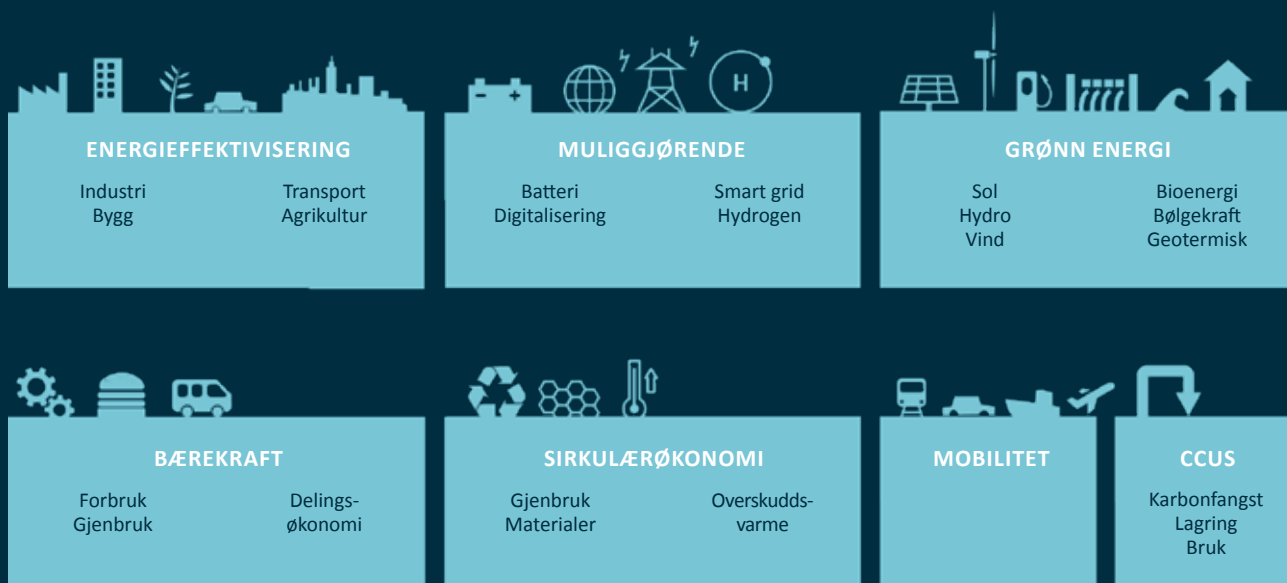 H
ENERGIEFFEKTIVISERING
Industri
Bygg
Transport
Agrikultur
MULIGGJØRENDE
Batteri
Digitalisering
Smart grid
Hydrogen
GRØNN ENERGI
Sol
Hydro
Vind
Bioenergi
Bølgekraft
Geotermisk
BÆREKRAFT
Forbruk
Gjenbruk
Delings-
økonomi
SIRKULÆRØKONOMI
Gjenbruk
Materialer
Overskudds-
varme
MOBILITET
CCUS
Karbonfangst
Lagring
Bruk